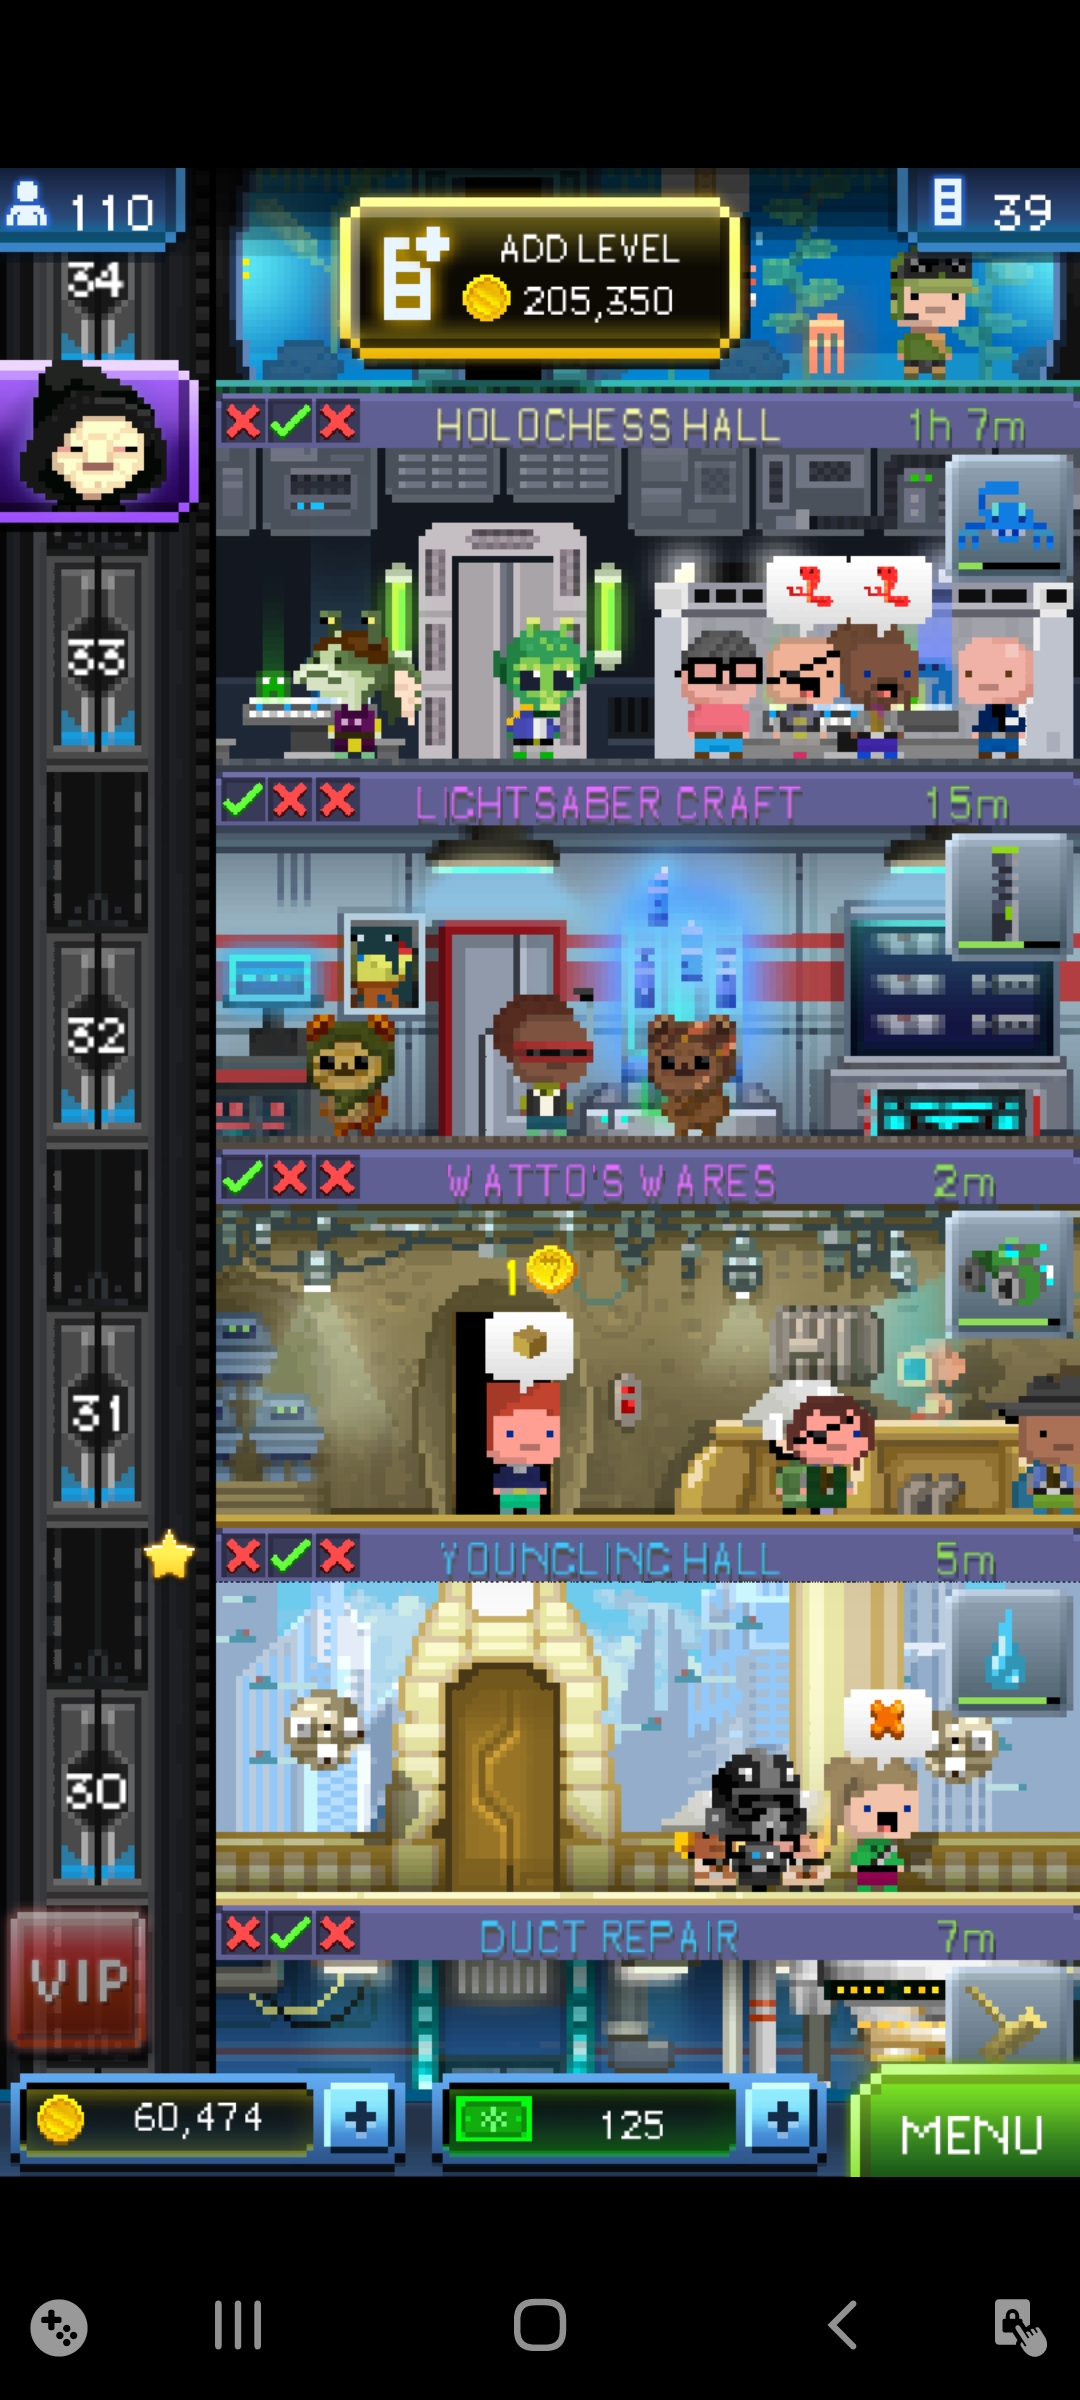 110
39
ADD LEVEL
205,350
34
HOLOCHESS HALL 1h 7m
33
LIGHTSABER CRAFT 15m
32
WATTO'S WARES 2m
1
31
YOUNGLING HALL 5m
30
VIP
DUCT REPAIR 7m
60,474
125
MENU